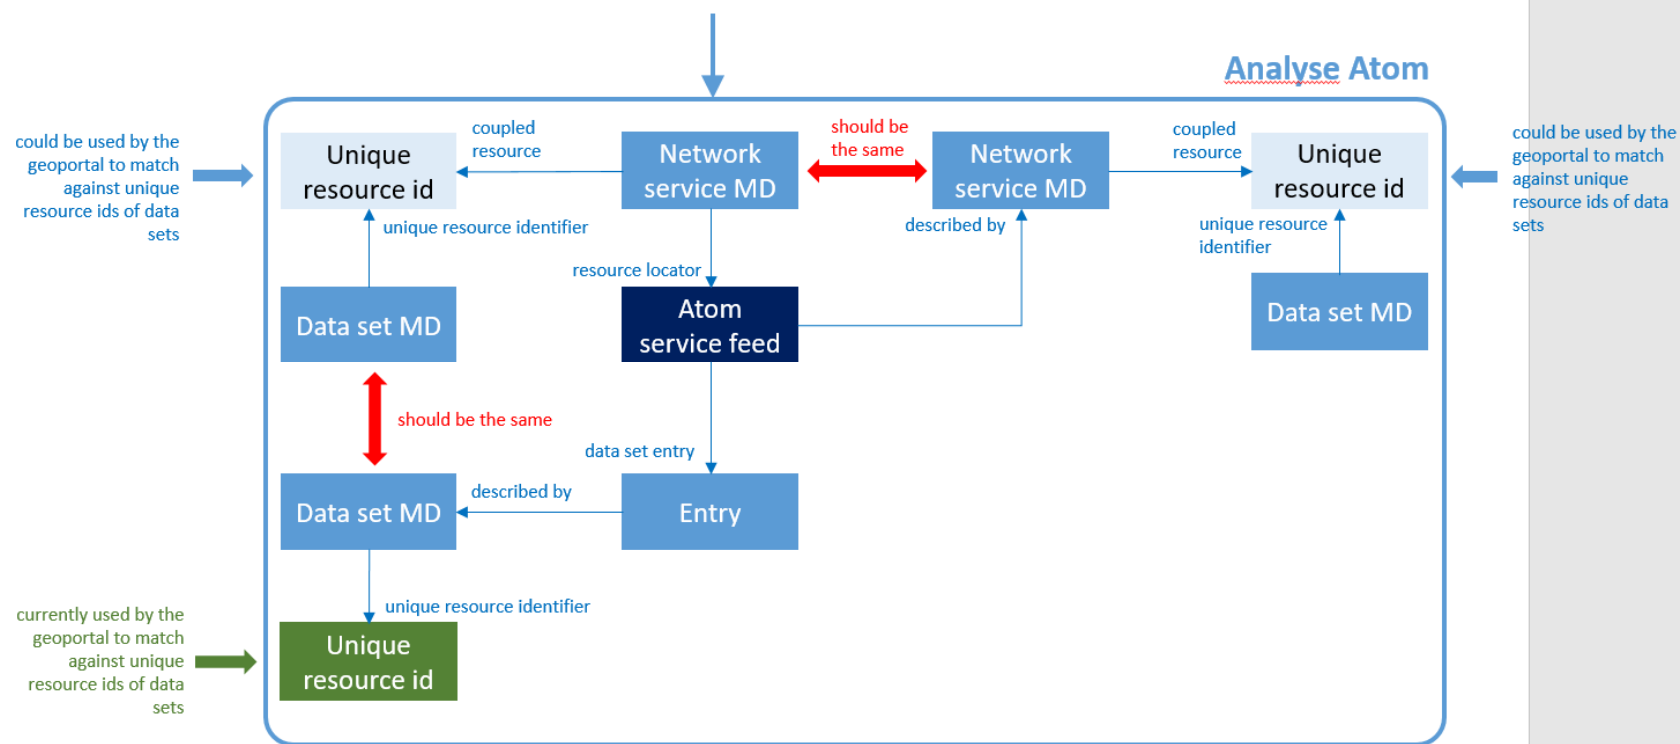 Analyse Atom
could be used by the
geoportal to match
against unique
resource ids of data
sets
Unique
resource id
coupled
resource
Network
service MD
should be
the same
Network
service MD
coupled
resource
Unique
resource id
could be used by the
geoportal to match
against unique
resource ids of data
sets
unique resource identifier
described by
unique resource
identifier
resource locator
Data set MD
Atom
service feed
Data set MD
should be the same
data set entry
Data set MD
described by
Entry
unique resource identifier
currently used by the
geoportal to match
against unique
resource ids of data
sets
Unique
resource id